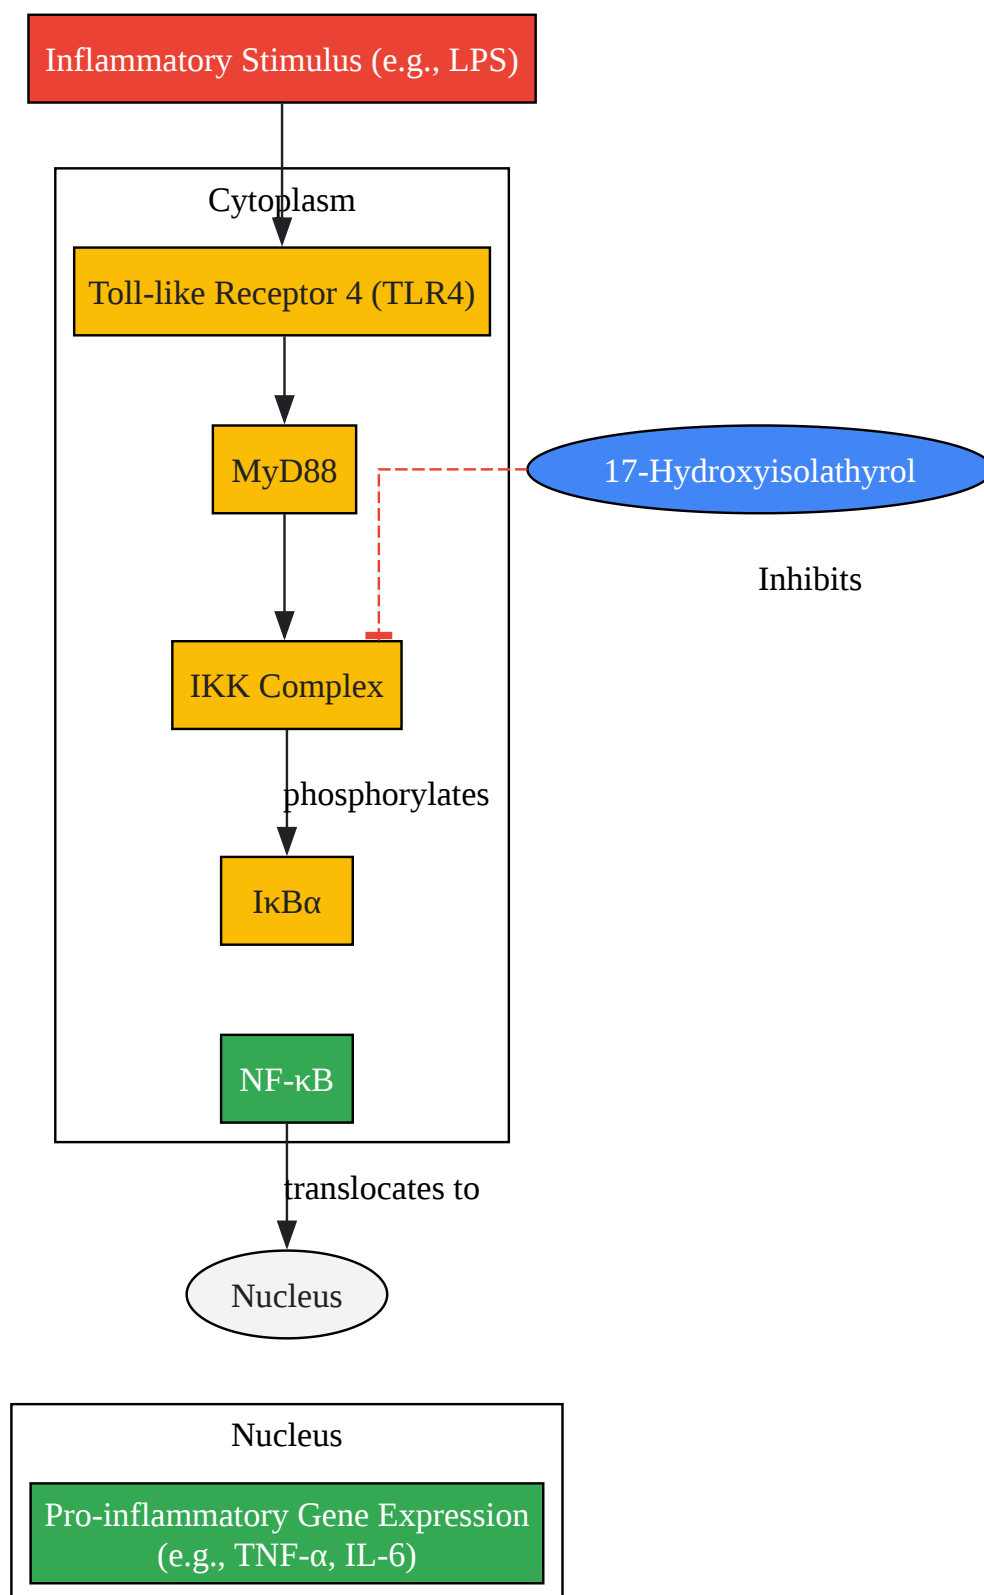 Inflammatory Stimulus (e.g., LPS)
Cytoplasm
Toll-like Receptor 4 (TLR4)
MyD88
17-Hydroxyisolathyrol
Inhibits
IKK Complex
phosphorylates
IκBα
NF-κB
translocates to
Nucleus
Nucleus
Pro-inflammatory Gene Expression
(e.g., TNF-α, IL-6)